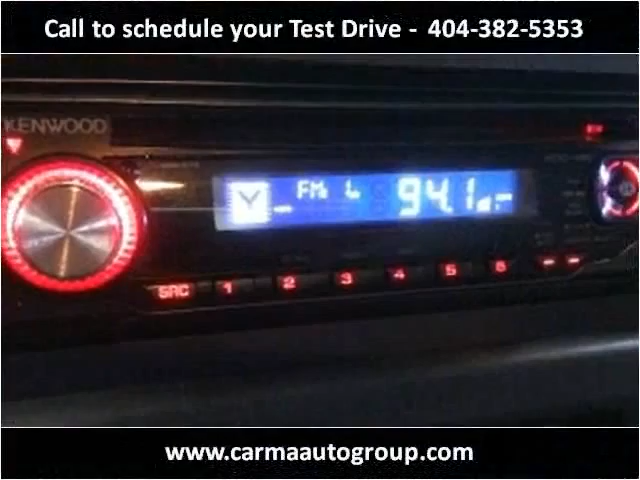 Call to schedule your Test Drive - 404-382-5353
KENWOOD
FM 94.1
SRC 1 2 3 4 5 6
www.carmaautogroup.com